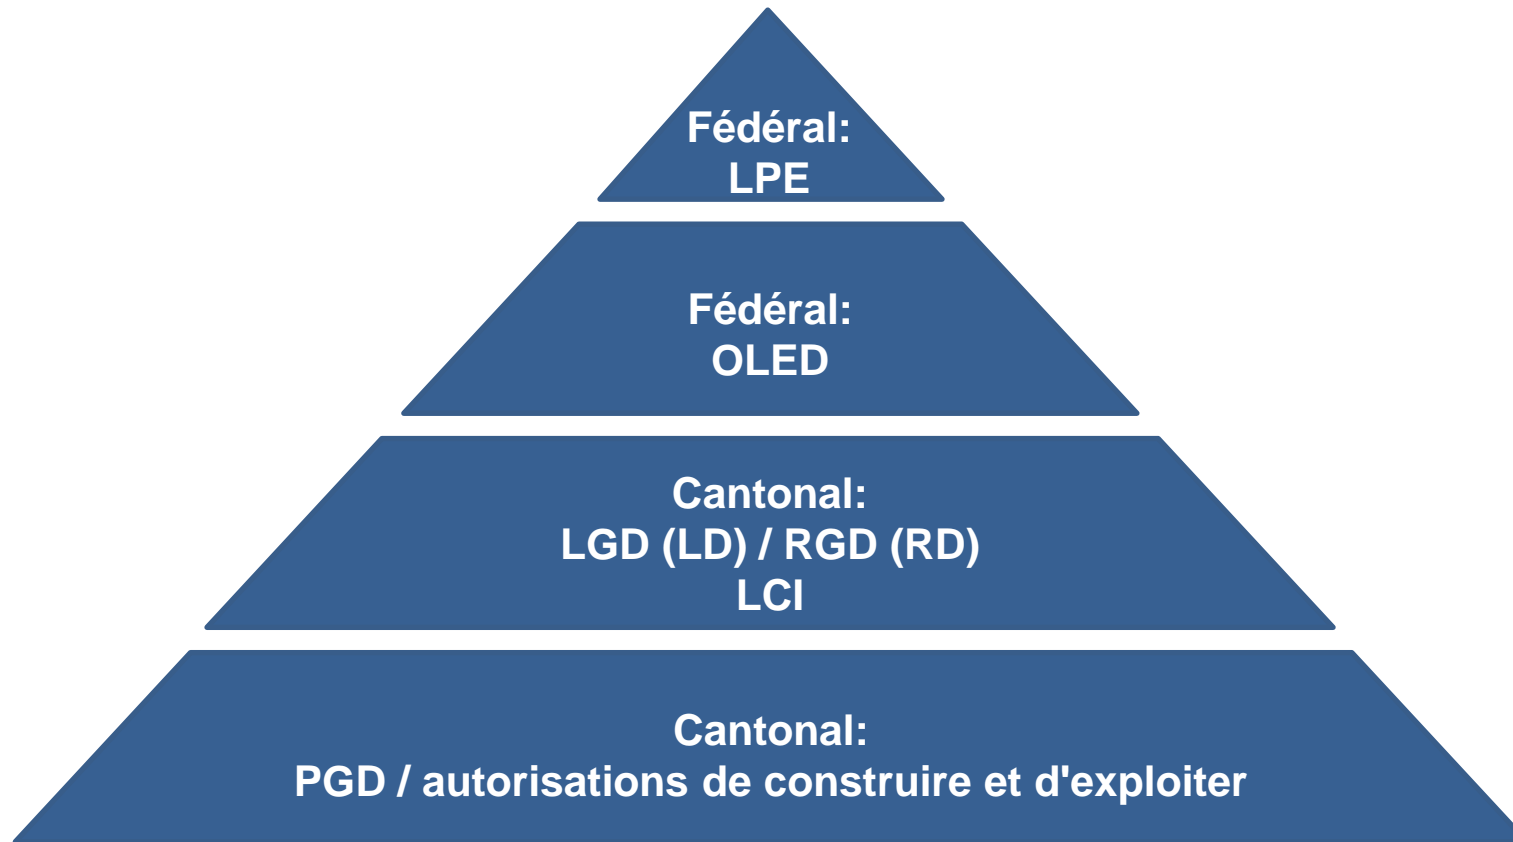 Fédéral:
LPE
Fédéral:
OLED
Cantonal:
LGD (LD) / RGD (RD)
LCI
Cantonal:
PGD / autorisations de construire et d'exploiter